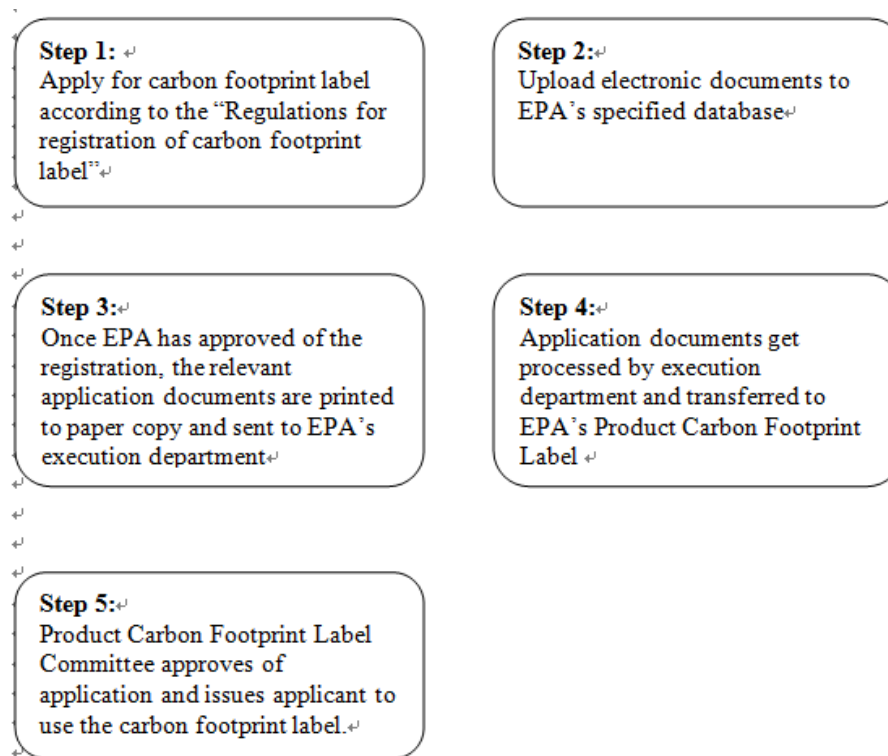 Step 1:
Apply for carbon footprint label
according to the “Regulations for
registration of carbon footprint
label”
Step 2:
Upload electronic documents to
EPA’s specified database
Step 3:
Once EPA has approved of the
registration, the relevant
application documents are printed
to paper copy and sent to EPA’s
execution department
Step 4:
Application documents get
processed by execution
department and transferred to
EPA’s Product Carbon Footprint
Label
Step 5:
Product Carbon Footprint Label
Committee approves of
application and issues applicant to
use the carbon footprint label.